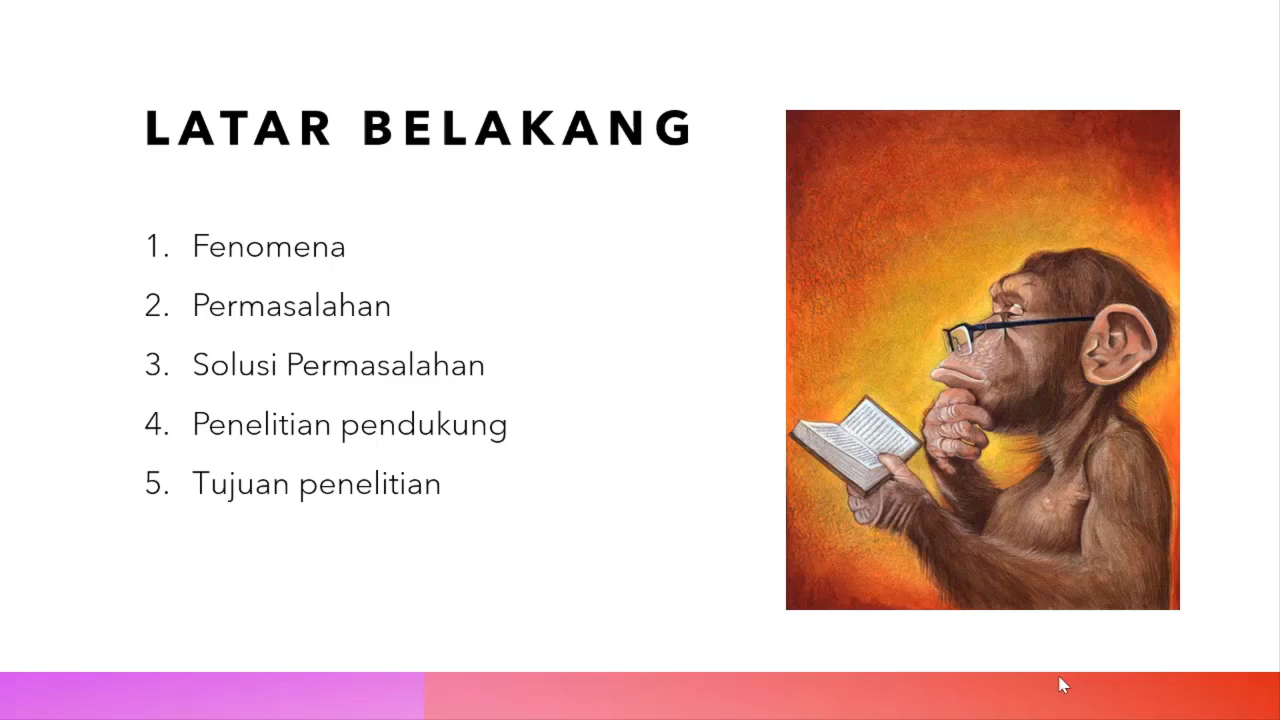 LATAR BELAKANG
1. Fenomena
2. Permasalahan
3. Solusi Permasalahan
4. Penelitian pendukung
5. Tujuan penelitian